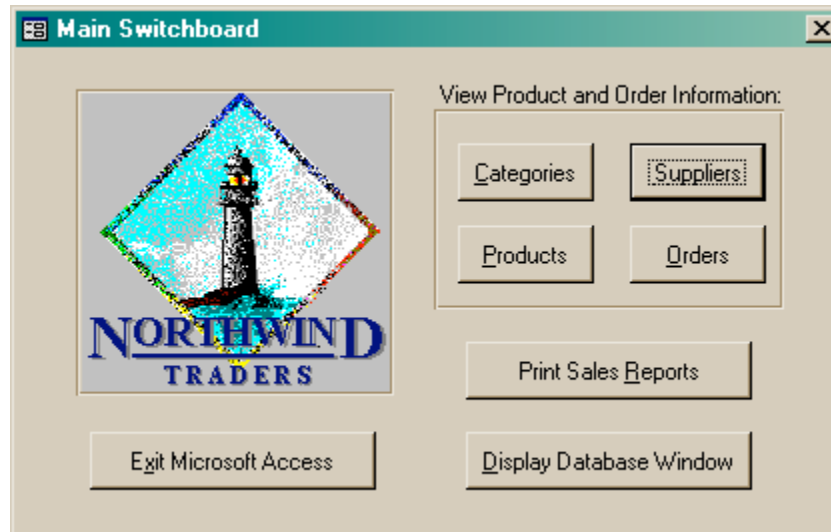 Main Switchboard
View Product and Order Information:
Categories
Suppliers
Products
Orders
NORTHWIND
TRADERS
Print Sales Reports
Exit Microsoft Access
Display Database Window